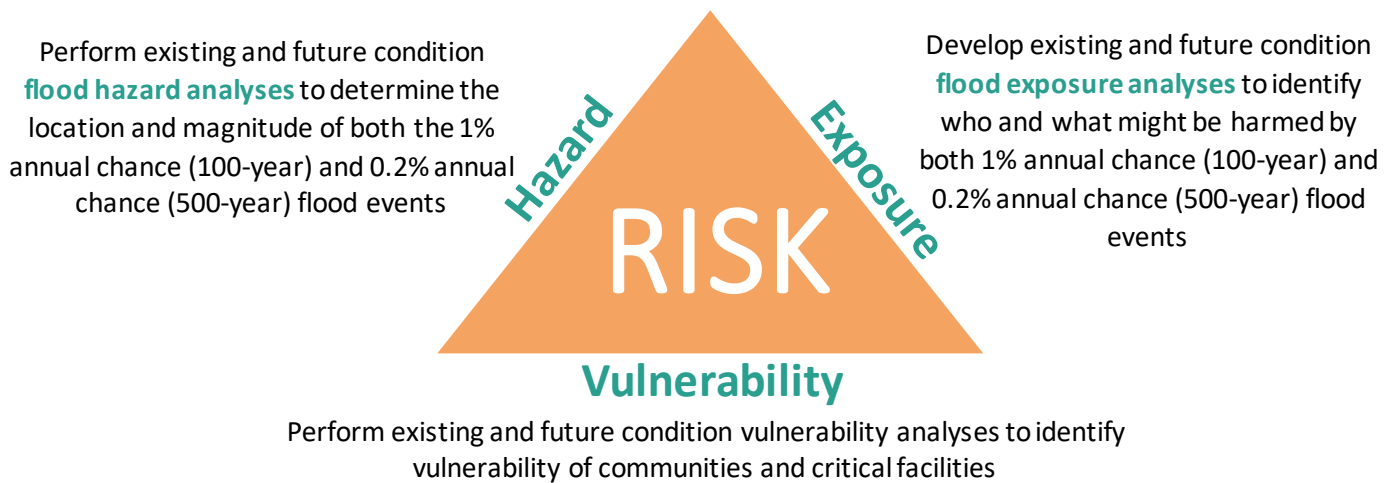 Perform existing and future condition
flood hazard analyses to determine the
location and magnitude of both the 1%
annual chance (100-year) and 0.2% annual
chance (500-year) flood events
Hazard
RISK
Exposure
Develop existing and future condition
flood exposure analyses to identify
who and what might be harmed by
both 1% annual chance (100-year) and
0.2% annual chance (500-year) flood
events
Vulnerability
Perform existing and future condition vulnerability analyses to identify
vulnerability of communities and critical facilities